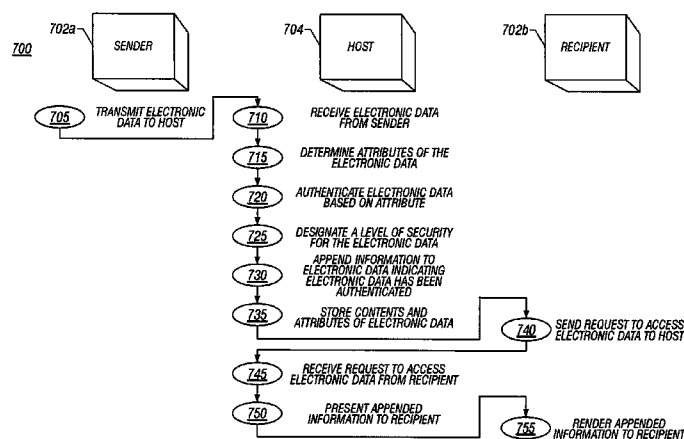 700
702a
SENDER
704
HOST
702b
RECIPIENT
705
TRANSMIT ELECTRONIC
DATA TO HOST
710
RECEIVE ELECTRONIC DATA
FROM SENDER
715
DETERMINE ATTRIBUTES OF THE
ELECTRONIC DATA
720
AUTHENTICATE ELECTRONIC DATA
BASED ON ATTRIBUTE
725
DESIGNATE A LEVEL OF SECURITY
FOR THE ELECTRONIC DATA
730
APPEND INFORMATION TO
ELECTRONIC DATA INDICATING
ELECTRONIC DATA HAS BEEN
AUTHENTICATED
735
STORE CONTENTS AND
ATTRIBUTES OF ELECTRONIC DATA
740
SEND REQUEST TO ACCESS
ELECTRONIC DATA TO HOST
745
RECEIVE REQUEST TO ACCESS
ELECTRONIC DATA FROM RECIPIENT
750
PRESENT APPENDED
INFORMATION TO RECIPIENT
755
RENDER APPENDED
INFORMATION TO RECIPIENT